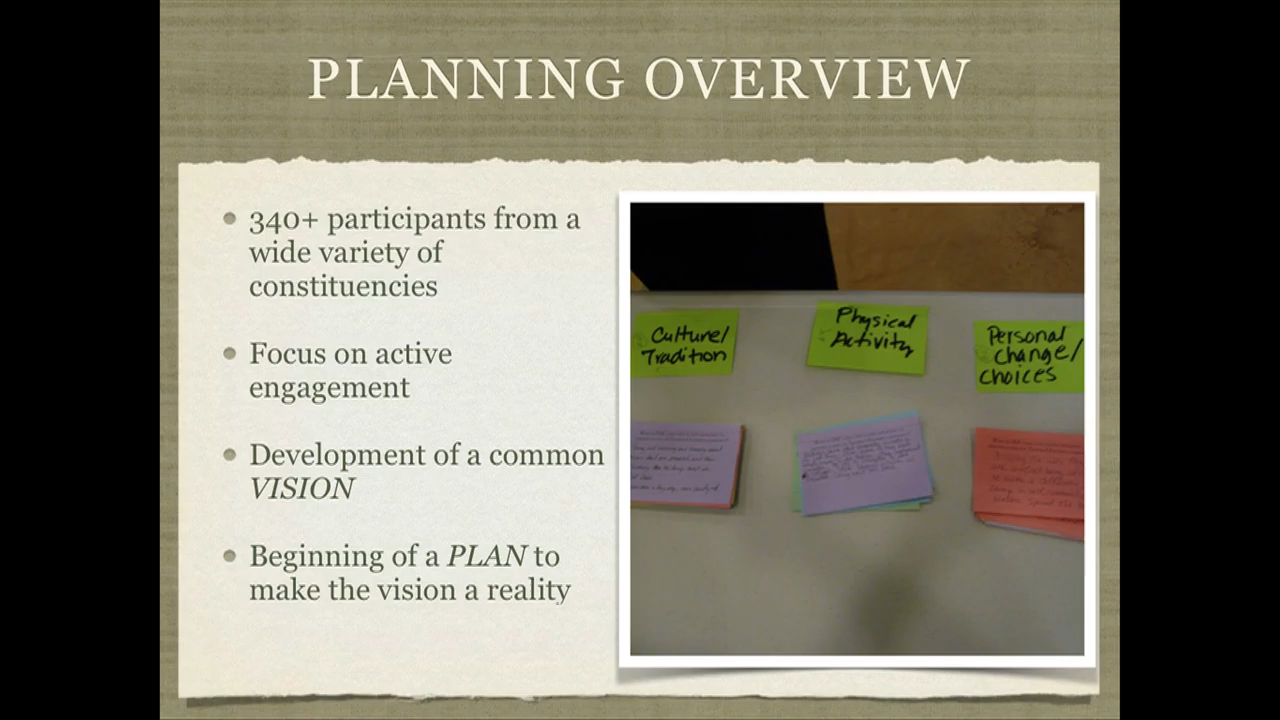 PLANNING OVERVIEW
340+ participants from a
wide variety of
constituencies
Focus on active
engagement
Development of a common
VISION
Beginning of a PLAN to
make the vision a reality
Culture/
Tradition
Physical
Activity
Personal
change/
choices